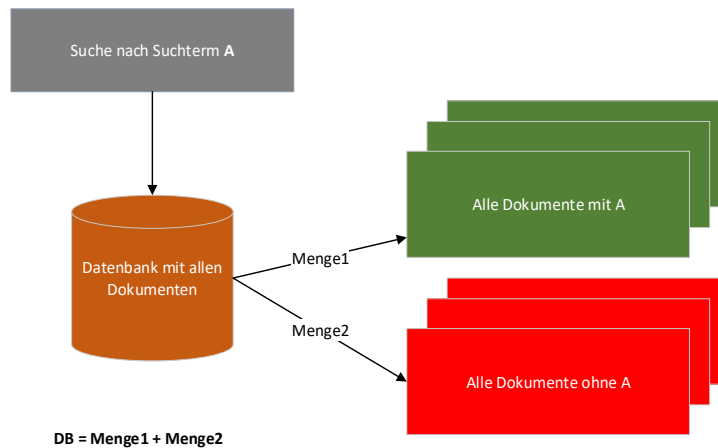 Suche nach Suchterm A
Alle Dokumente mit A
Datenbank mit allen
Dokumenten
Menge1
Menge2
Alle Dokumente ohne A
DB = Menge1 + Menge2